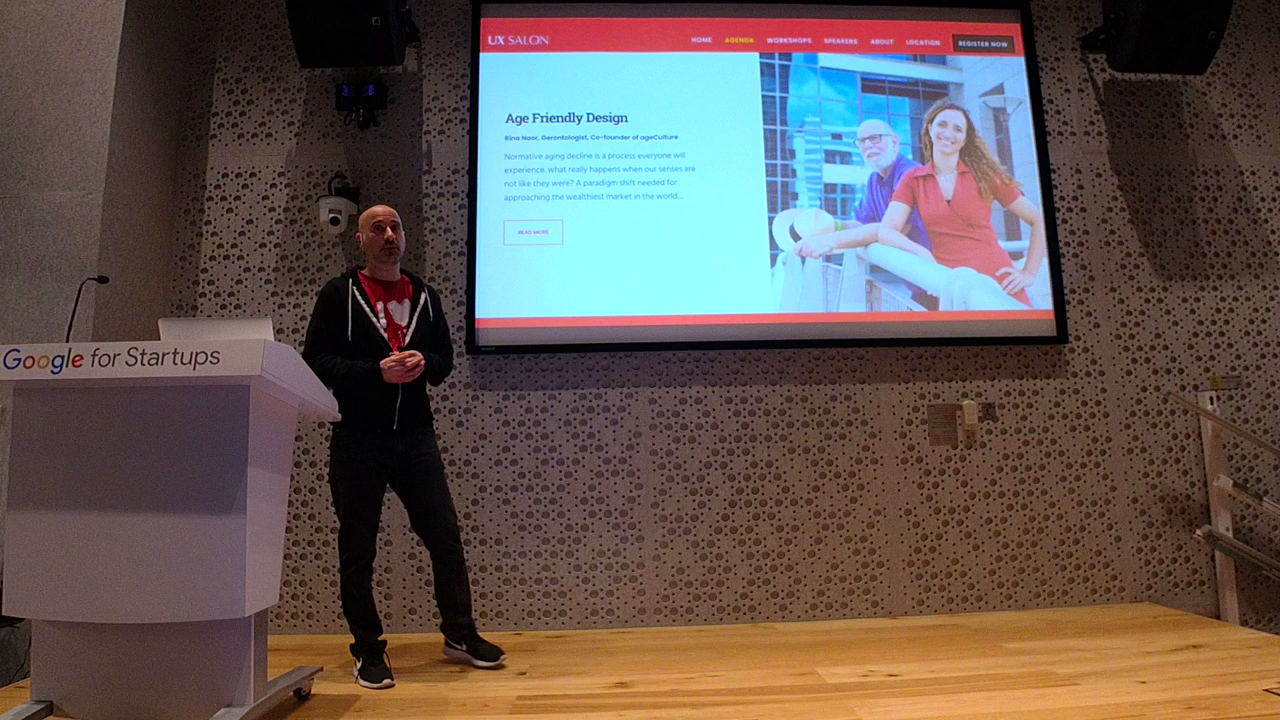 UX SALON
HOME AGENDA WORKSHOPS SPEAKERS ABOUT LOCATION REGISTER NOW
Age Friendly Design
Rina Naor, Gerontologist, Co-founder of ageCulture
Normative aging decline is a process everyone will
experience. what really happens when our senses are
not like they were? A paradigm shift needed for
approaching the wealthiest market in the world...
READ MORE
Google for Startups